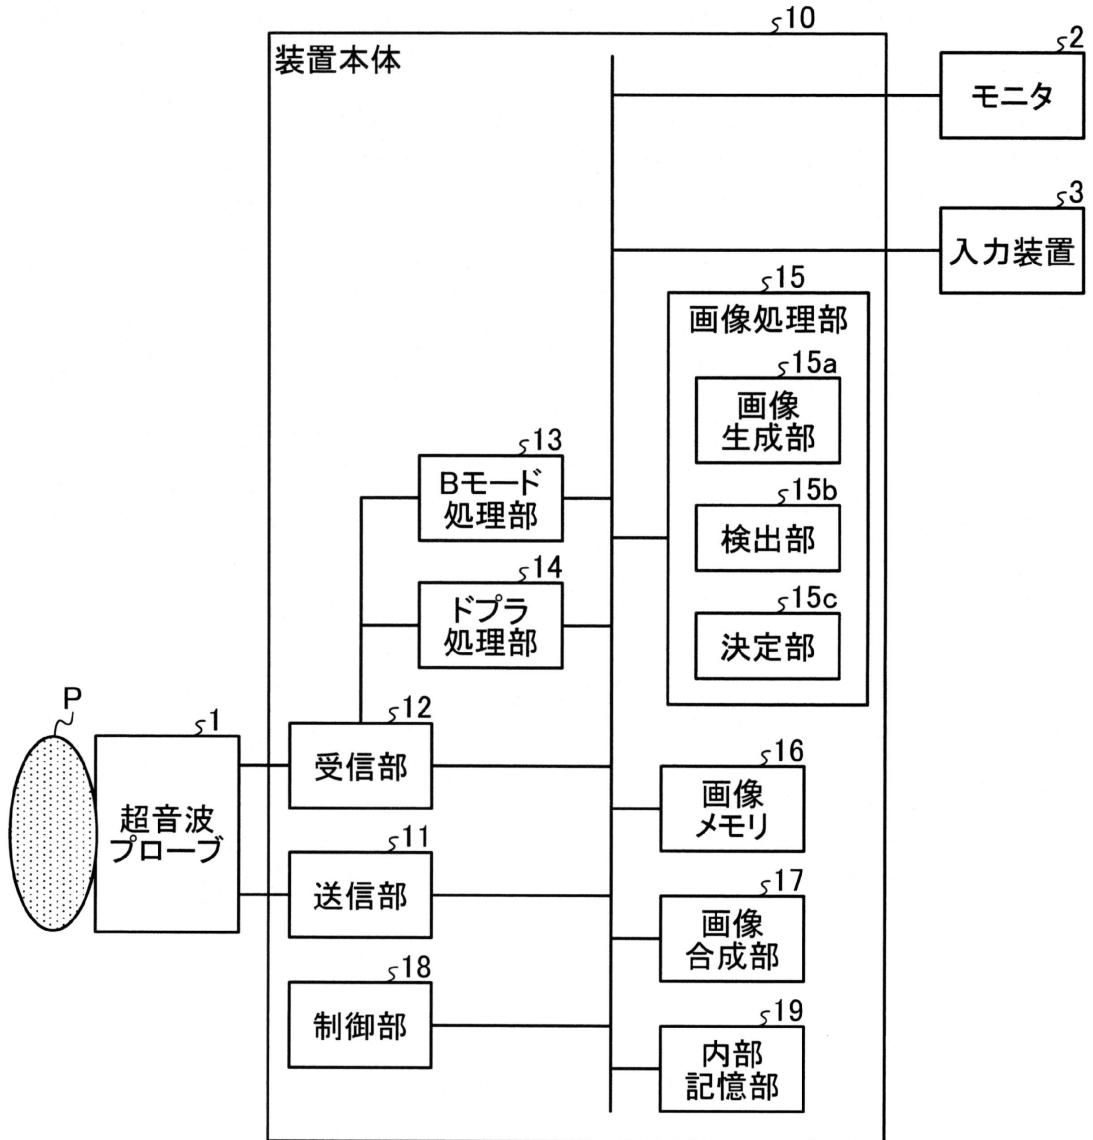 10
装置本体
2
モニタ
3
入力装置
15
画像処理部
15a
画像
生成部
13
Bモード
処理部
15b
検出部
14
ドプラ
処理部
15c
決定部
P
1
超音波
プローブ
12
受信部
16
画像
メモリ
11
送信部
17
画像
合成部
18
制御部
19
内部
記憶部